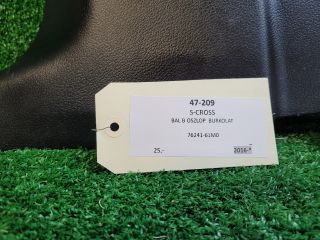 47-209
S-CROSS
BAL B OSZLOP BURKOLAT
76241-61M0
25,- 2016-*